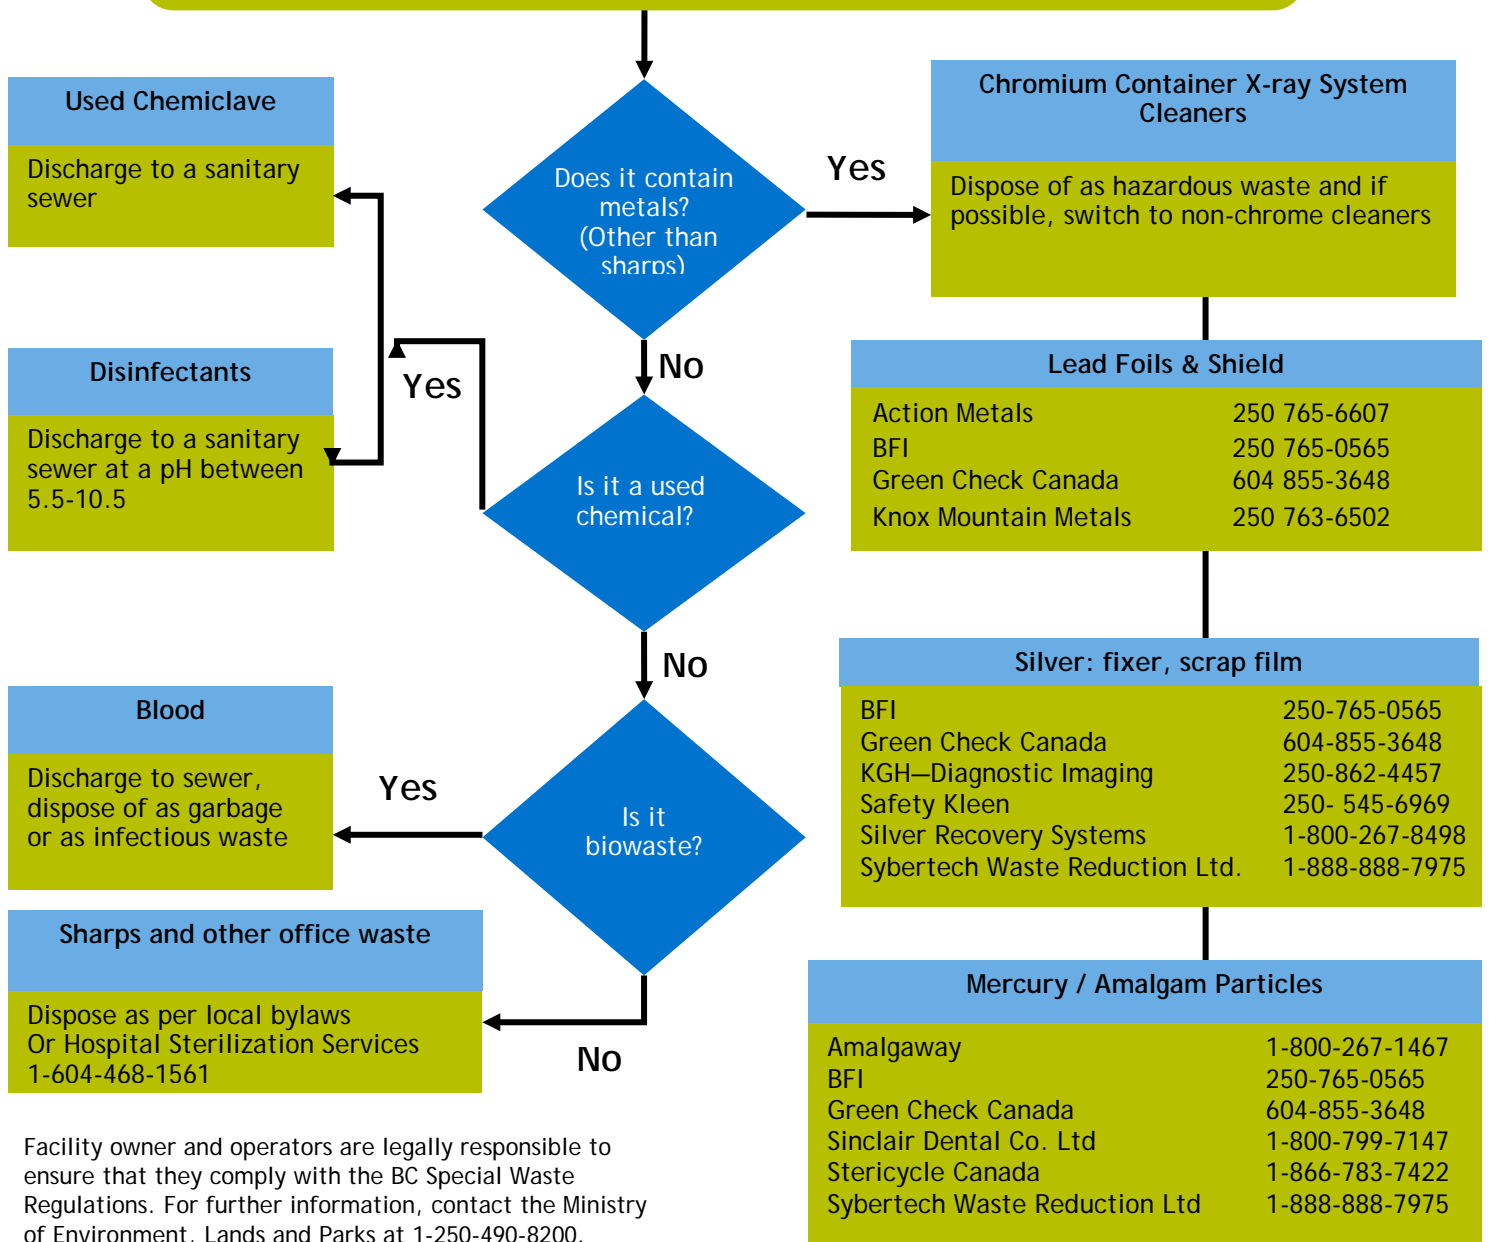 Used Chemiclave
Discharge to a sanitary
sewer
Does it contain
metals?
(Other than
sharps)
Yes
Chromium Container X-ray System
Cleaners
Dispose of as hazardous waste and if
possible, switch to non-chrome cleaners
No
Disinfectants
Discharge to a sanitary
sewer at a pH between
5.5-10.5
Yes
Is it a used
chemical?
Lead Foils & Shield
Action Metals 250 765-6607
BFI 250 765-0565
Green Check Canada 604 855-3648
Knox Mountain Metals 250 763-6502
No
Silver: fixer, scrap film
BFI 250-765-0565
Green Check Canada 604-855-3648
KGH—Diagnostic Imaging 250-862-4457
Safety Kleen 250- 545-6969
Silver Recovery Systems 1-800-267-8498
Sybertech Waste Reduction Ltd. 1-888-888-7975
Blood
Discharge to sewer,
dispose of as garbage
or as infectious waste
Yes
Is it
biowaste?
Sharps and other office waste
Dispose as per local bylaws
Or Hospital Sterilization Services
1-604-468-1561
No
Mercury / Amalgam Particles
Amalgaway 1-800-267-1467
BFI 250-765-0565
Green Check Canada 604-855-3648
Sinclair Dental Co. Ltd 1-800-799-7147
Stericycle Canada 1-866-783-7422
Sybertech Waste Reduction Ltd 1-888-888-7975
Facility owner and operators are legally responsible to
ensure that they comply with the BC Special Waste
Regulations. For further information, contact the Ministry
of Environment, Lands and Parks at 1-250-490-8200.